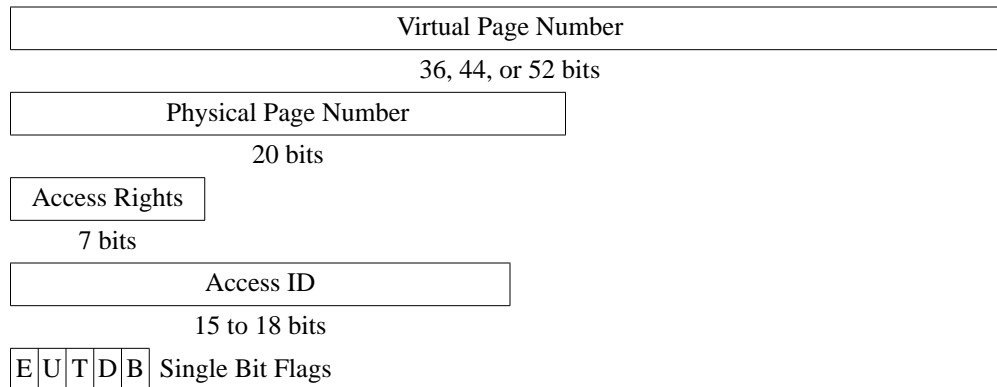 Virtual Page Number
36, 44, or 52 bits
Physical Page Number
20 bits
Access Rights
7 bits
Access ID
15 to 18 bits
E U T D B Single Bit Flags